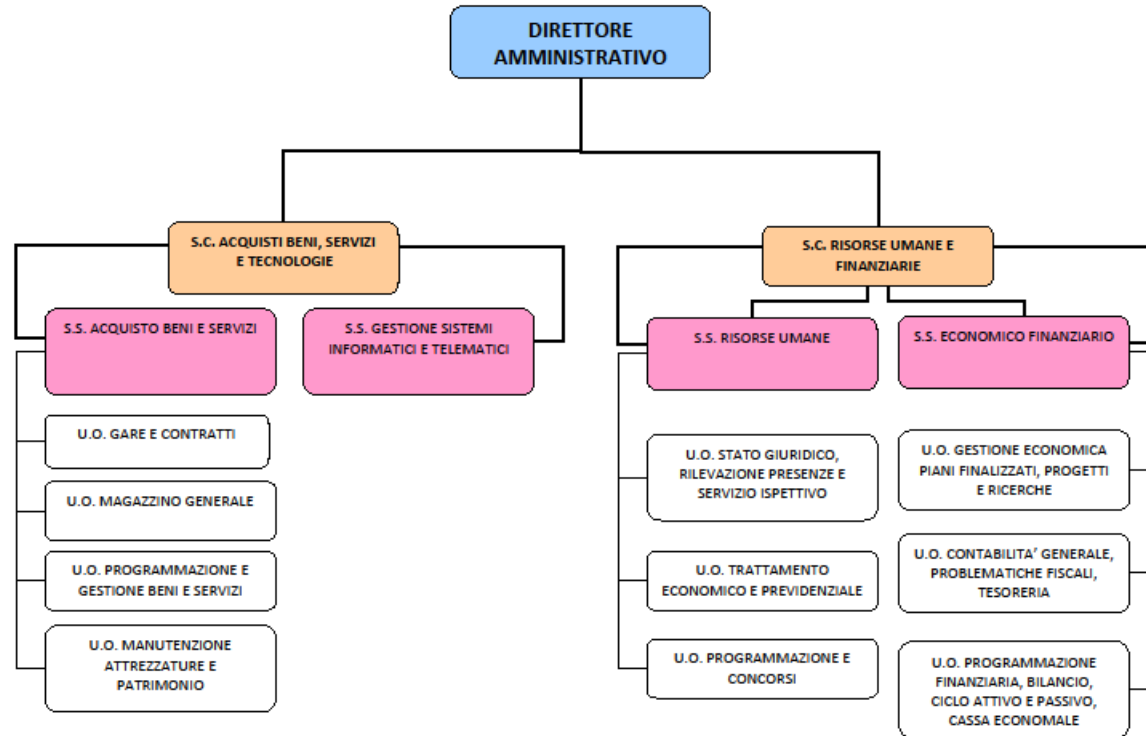 DIRETTORE
AMMINISTRATIVO
S.C. ACQUISTI BENI, SERVIZI
E TECNOLOGIE
S.C. RISORSE UMANE E
FINANZIARIE
S.S. ACQUISTO BENI E SERVIZI
S.S. GESTIONE SISTEMI
INFORMATICI E TELEMATICI
S.S. RISORSE UMANE
S.S. ECONOMICO FINANZIARIO
U.O. GARE E CONTRATTI
U.O. MAGAZZINO GENERALE
U.O. PROGRAMMAZIONE E
GESTIONE BENI E SERVIZI
U.O. MANUTENZIONE
ATTREZZATURE E
PATRIMONIO
U.O. STATO GIURIDICO,
RILEVAZIONE PRESENZE E
SERVIZIO ISPETTIVO
U.O. TRATTAMENTO
ECONOMICO E PREVIDENZIALE
U.O. PROGRAMMAZIONE E
CONCORSI
U.O. GESTIONE ECONOMICA
PIANI FINALIZZATI, PROGETTI
E RICERCHE
U.O. CONTABILITA’ GENERALE,
PROBLEMATICHE FISCALI,
TESORERIA
U.O. PROGRAMMAZIONE
FINANZIARIA, BILANCIO,
CICLO ATTIVO E PASSIVO,
CASSA ECONOMALE